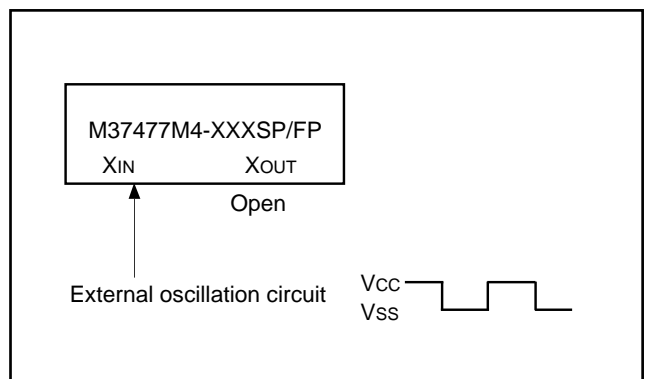 M37477M4-XXXSP/FP
XIN XOUT
Open
External oscillation circuit
VCC
VSS